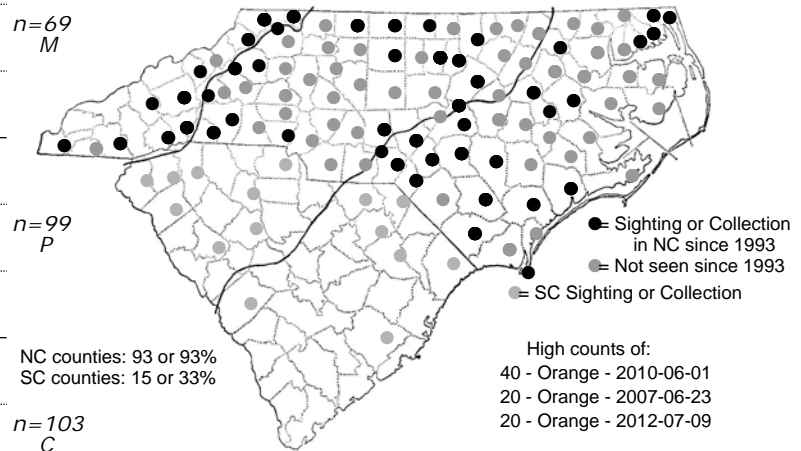 n=69
M
n=99
P
n=103
C
= Sighting or Collection
in NC since 1993
= Not seen since 1993
= SC Sighting or Collection
NC counties: 93 or 93%
SC counties: 15 or 33%
High counts of:
40 - Orange - 2010-06-01
20 - Orange - 2007-06-23
20 - Orange - 2012-07-09